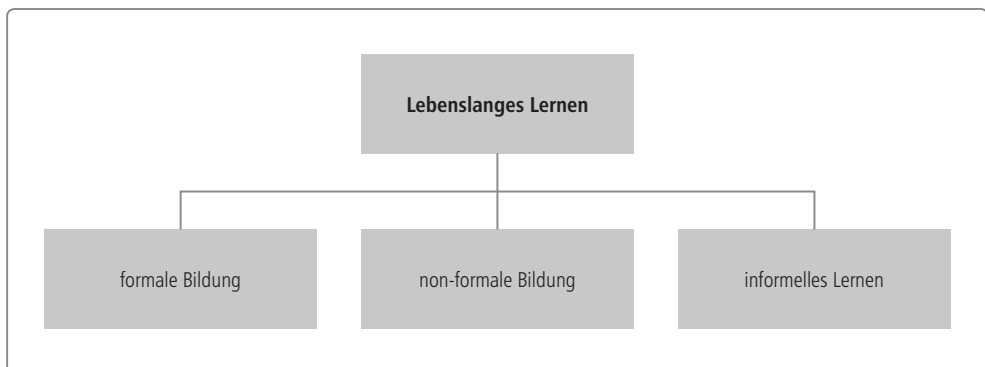 Lebenslanges Lernen
formale Bildung
non-formale Bildung
informelles Lernen